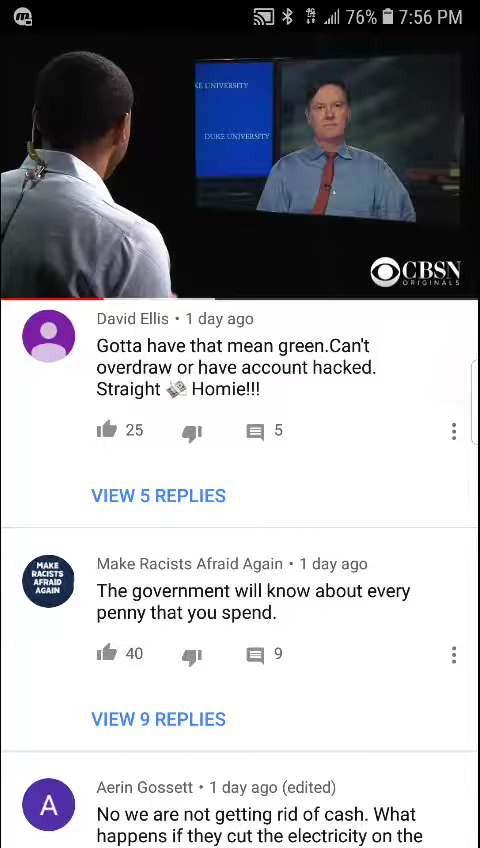 76% 7:56 PM
KE UNIVERSITY
DUKE UNIVERSITY
CBSN
ORIGINALS
David Ellis • 1 day ago
Gotta have that mean green.Can't
overdraw or have account hacked.
Straight 💸 Homie!!!
25 5
VIEW 5 REPLIES
MAKE
RACISTS
AFRAID
AGAIN
Make Racists Afraid Again • 1 day ago
The government will know about every
penny that you spend.
40 9
VIEW 9 REPLIES
A
Aerin Gossett • 1 day ago (edited)
No we are not getting rid of cash. What
happens if they cut the electricity on the